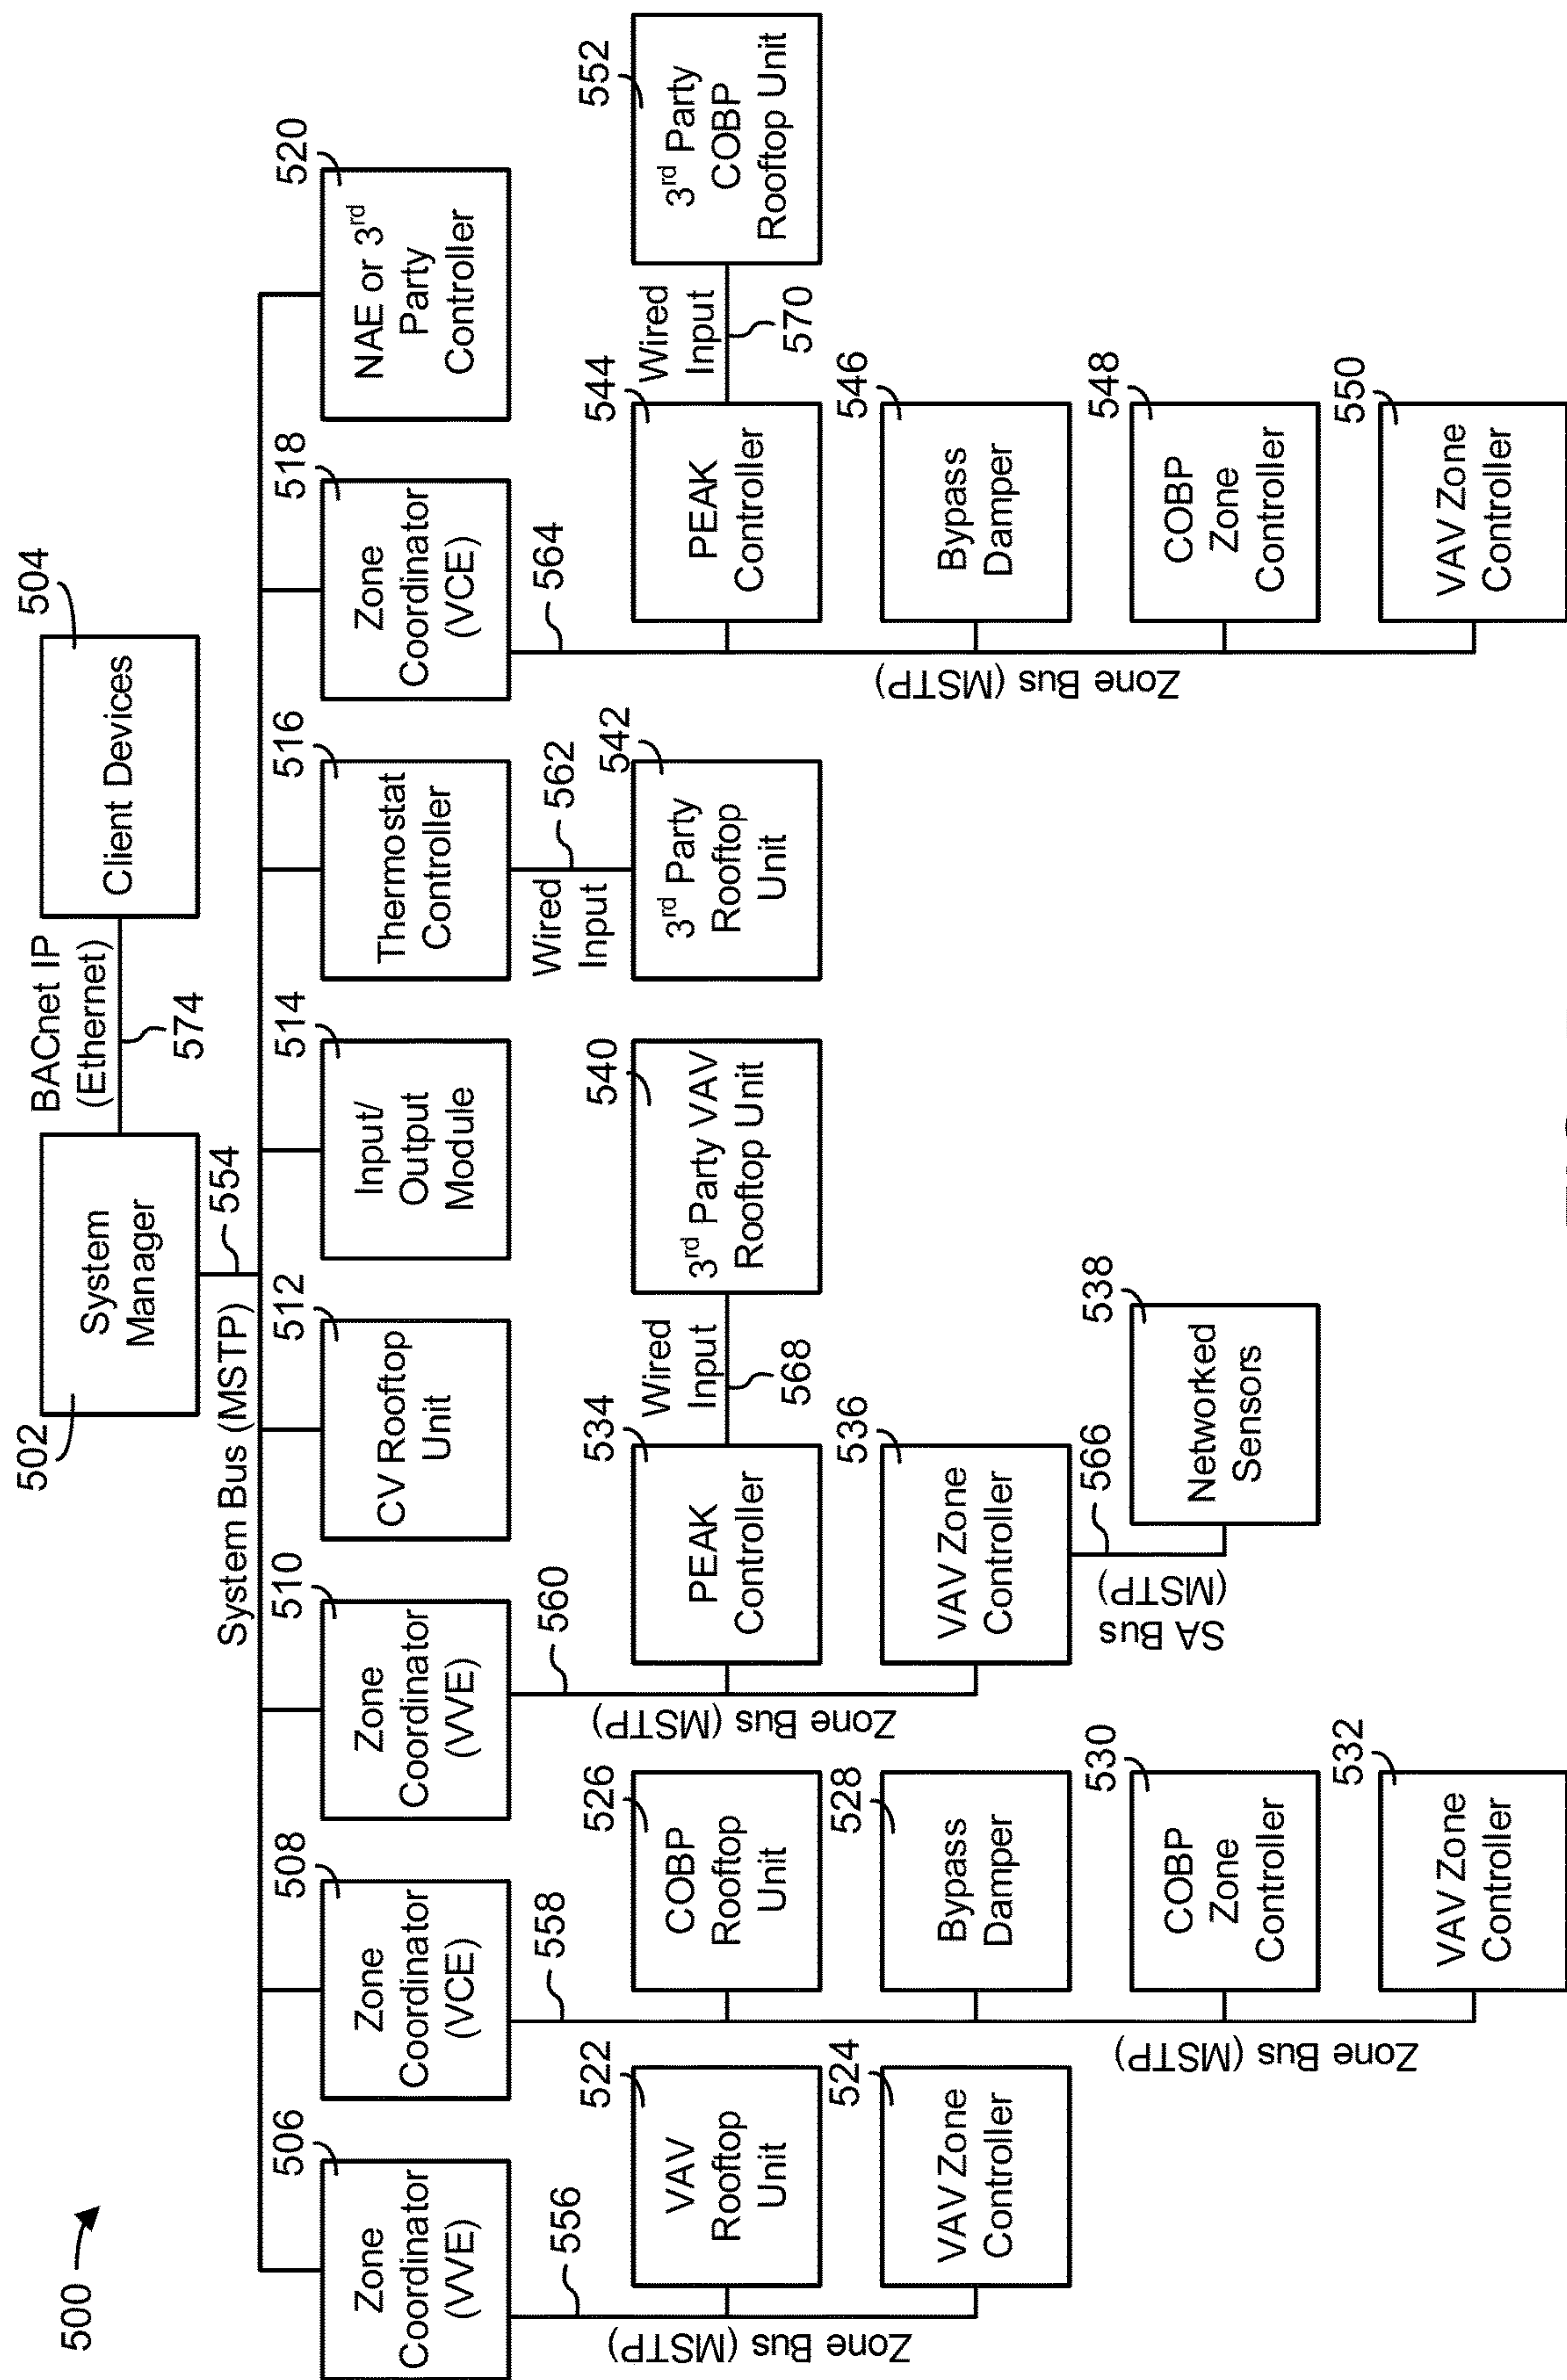 500
502
System
Manager
BACnet IP
(Ethernet)
574
504
Client Devices
System Bus (MSTP)
554
506
Zone
Coordinator
(VVE)
508
Zone
Coordinator
(VCE)
510
Zone
Coordinator
(VVE)
512
CV Rooftop
Unit
514
Input/
Output
Module
516
Thermostat
Controller
518
Zone
Coordinator
(VCE)
520
NAE or 3rd
Party
Controller
556
Zone Bus (MSTP)
522
VAV
Rooftop
Unit
524
VAV Zone
Controller
558
Zone Bus (MSTP)
526
COBP
Rooftop
Unit
528
Bypass
Damper
530
COBP
Zone
Controller
532
VAV Zone
Controller
560
Zone Bus (MSTP)
534
PEAK
Controller
Wired
Input
568
540
3rd Party VAV
Rooftop Unit
536
VAV Zone
Controller
566
SA Bus
(MSTP)
538
Networked
Sensors
Wired
Input
562
542
3rd Party
Rooftop
Unit
564
Zone Bus (MSTP)
544
PEAK
Controller
Wired
Input
570
552
3rd Party
COBP
Rooftop Unit
546
Bypass
Damper
548
COBP
Zone
Controller
550
VAV Zone
Controller